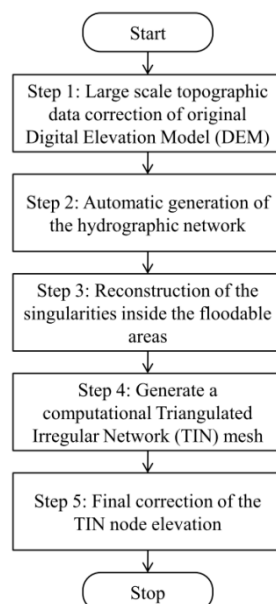 Start
Step 1: Large scale topographic
data correction of original
Digital Elevation Model (DEM)
Step 2: Automatic generation of
the hydrographic network
Step 3: Reconstruction of the
singularities inside the floodable
areas
Step 4: Generate a
computational Triangulated
Irregular Network (TIN) mesh
Step 5: Final correction of the
TIN node elevation
Stop